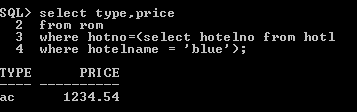 SQL> select type,price
  2  from rom
  3  where hotno=(select hotelno from hotl
  4  where hotelname = 'blue');
TYPE      PRICE
---- ----------
ac      1234.54